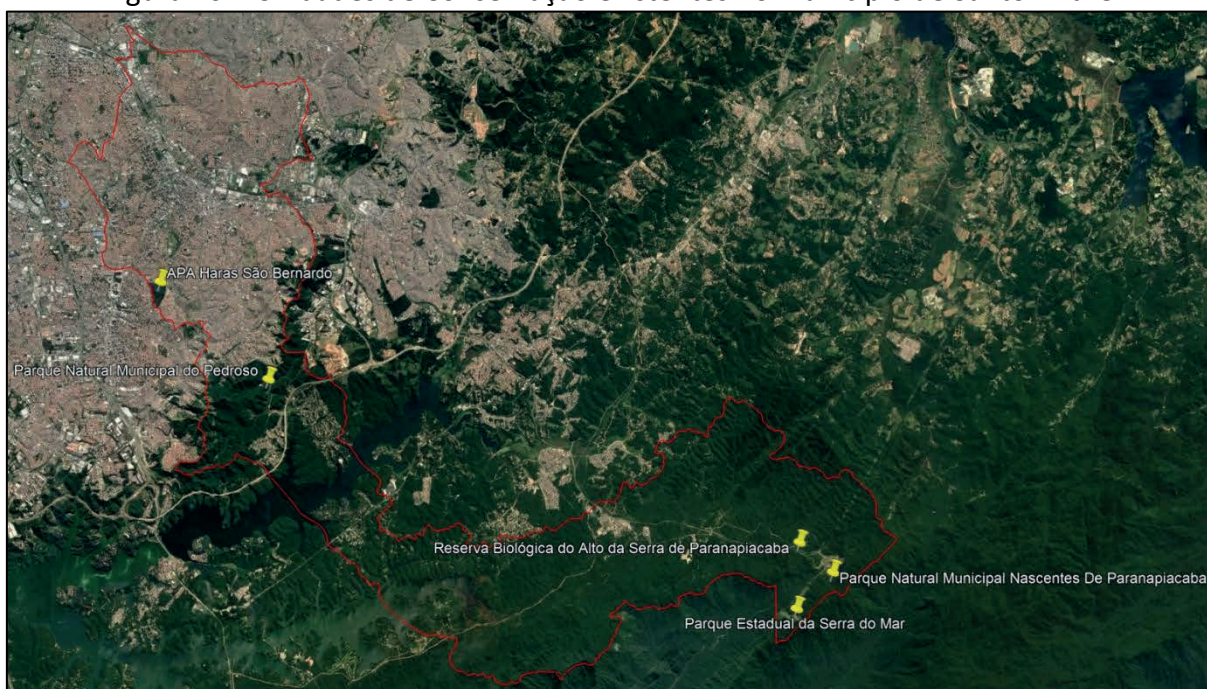 APA Haras São Bernardo
Parque Natural Municipal do Pedroso
Reserva Biológica do Alto da Serra de Paranapiacaba
Parque Natural Municipal Nascentes De Paranapiacaba
Parque Estadual da Serra do Mar